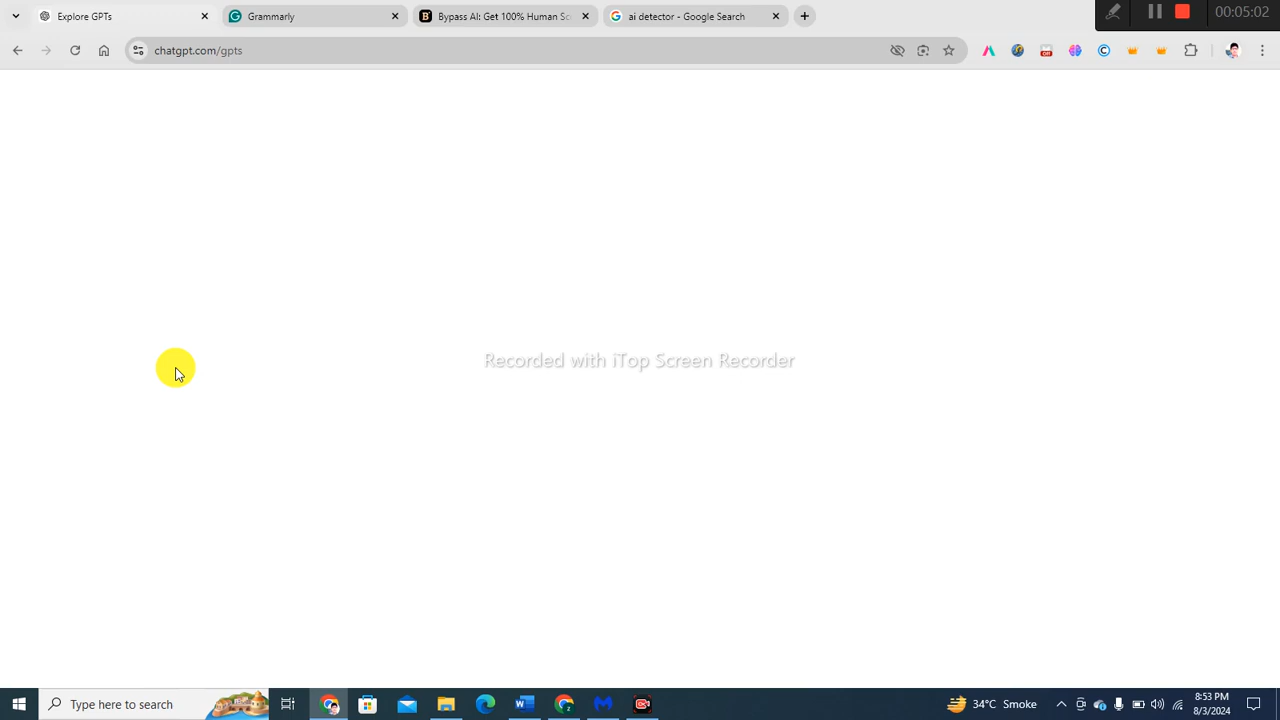 Explore GPTs
Grammarly
Bypass AI: Get 100% Human Sc
ai detector - Google Search
00:05:02
chatgpt.com/gpts
Off
Recorded with iTop Screen Recorder
Type here to search
34°C Smoke
8:53 PM
8/3/2024